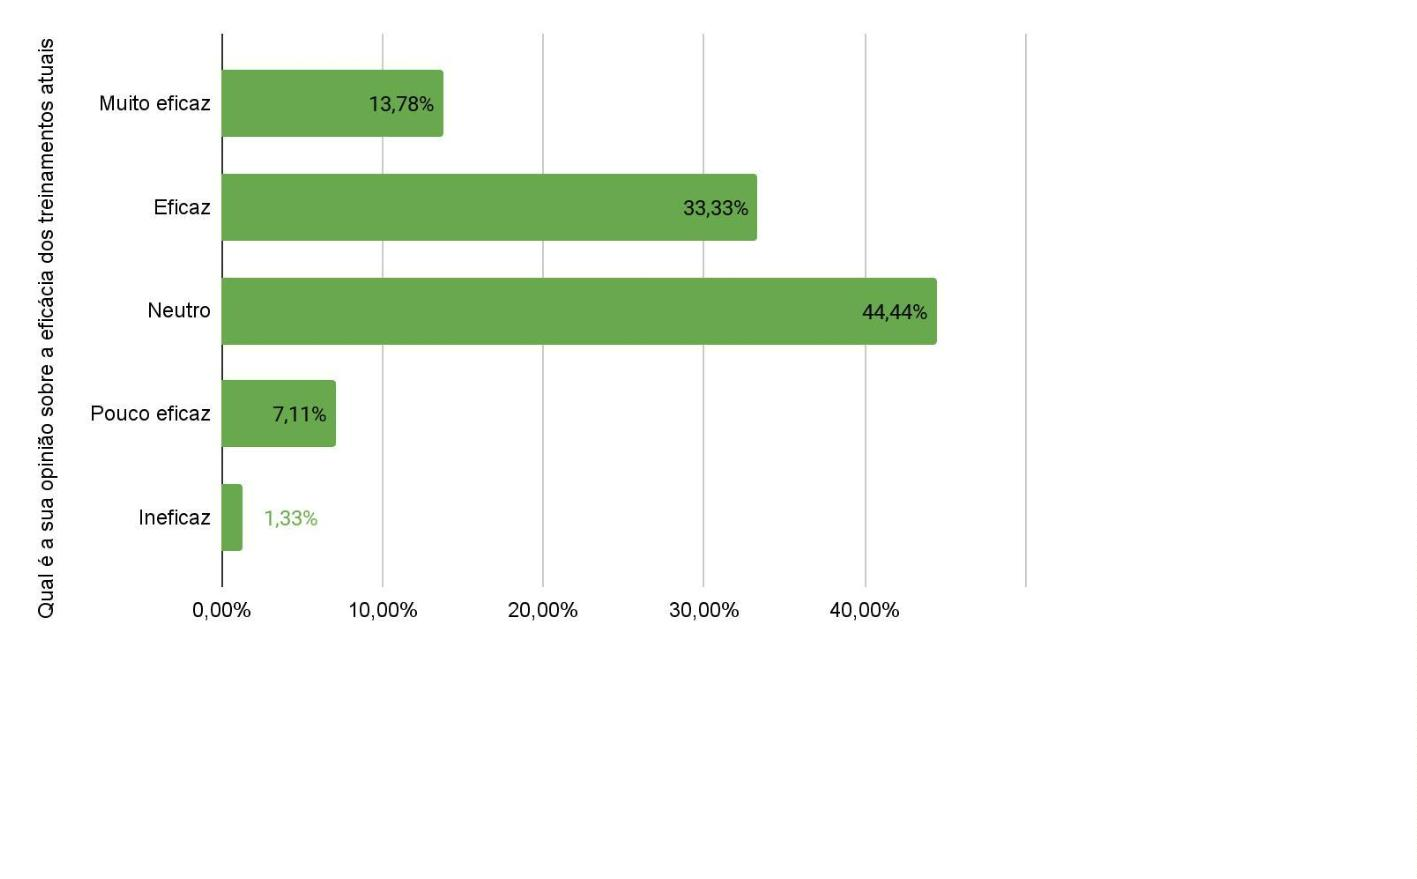 Qual é a sua opinião sobre a eficácia dos treinamentos atuais
Muito eficaz
13,78%
Eficaz
33,33%
Neutro
44,44%
Pouco eficaz
7,11%
Ineficaz
1,33%
0,00%
10,00%
20,00%
30,00%
40,00%